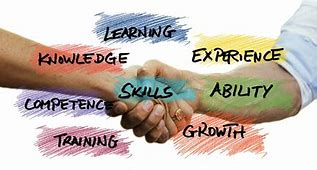 LEARNING
KNOWLEDGE
EXPERIENCE
COMPETENCE
SKILLS
ABILITY
TRAINING
GROWTH